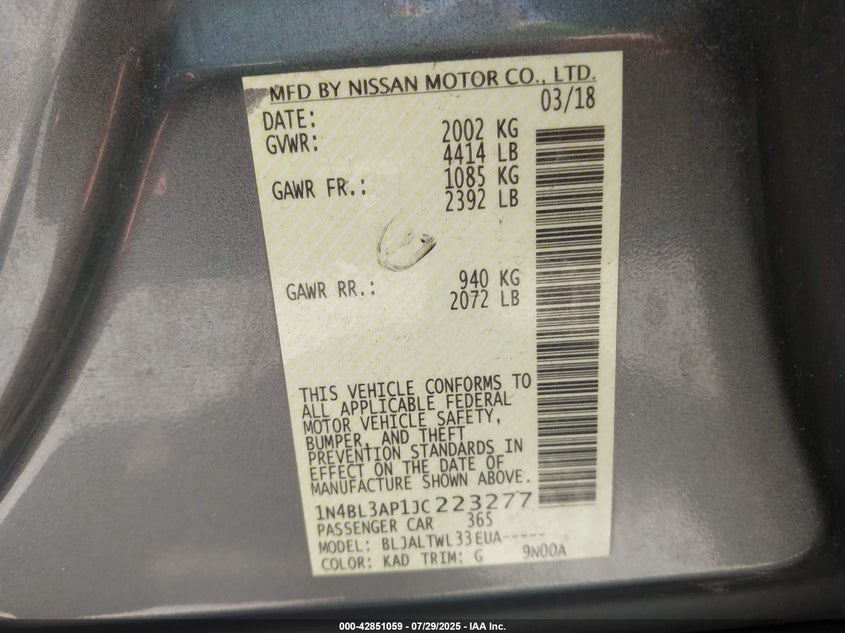 MFD BY NISSAN MOTOR CO., LTD.
DATE: 03/18
GVWR: 2002 KG
4414 LB
GAWR FR.: 1085 KG
2392 LB
GAWR RR.: 940 KG
2072 LB
THIS VEHICLE CONFORMS TO
ALL APPLICABLE FEDERAL
MOTOR VEHICLE SAFETY,
BUMPER, AND THEFT
PREVENTION STANDARDS IN
EFFECT ON THE DATE OF
MANUFACTURE SHOWN ABOVE.
1N4BL3AP1JC223277
PASSENGER CAR 365
MODEL: BLJALTWL33EUA-----
COLOR: KAD TRIM: G 9N00A
000-42851059 - 07/29/2025 - IAA Inc.